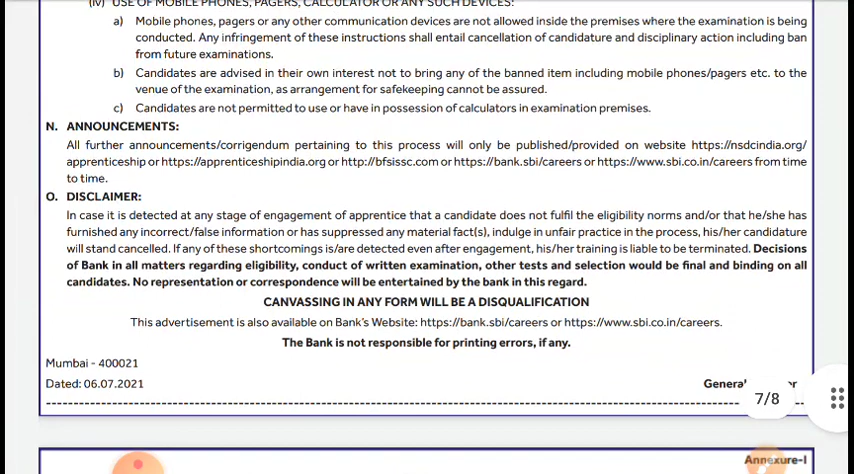 (iv) USE OF MOBILE PHONES, PAGERS, CALCULATOR OR ANY SUCH DEVICES:
a) Mobile phones, pagers or any other communication devices are not allowed inside the premises where the examination is being
conducted. Any infringement of these instructions shall entail cancellation of candidature and disciplinary action including ban
from future examinations.
b) Candidates are advised in their own interest not to bring any of the banned item including mobile phones/pagers etc. to the
venue of the examination, as arrangement for safekeeping cannot be assured.
c) Candidates are not permitted to use or have in possession of calculators in examination premises.
N. ANNOUNCEMENTS:
All further announcements/corrigendum pertaining to this process will only be published/provided on website https://nsdcindia.org/
apprenticeship or https://apprenticeshipindia.org or http://bfsissc.com or https://bank.sbi/careers or https://www.sbi.co.in/careers from time
to time.
O. DISCLAIMER:
In case it is detected at any stage of engagement of apprentice that a candidate does not fulfil the eligibility norms and/or that he/she has
furnished any incorrect/false information or has suppressed any material fact(s), indulge in unfair practice in the process, his/her candidature
will stand cancelled. If any of these shortcomings is/are detected even after engagement, his/her training is liable to be terminated. Decisions
of Bank in all matters regarding eligibility, conduct of written examination, other tests and selection would be final and binding on all
candidates. No representation or correspondence will be entertained by the bank in this regard.
CANVASSING IN ANY FORM WILL BE A DISQUALIFICATION
This advertisement is also available on Bank's Website: https://bank.sbi/careers or https://www.sbi.co.in/careers.
The Bank is not responsible for printing errors, if any.
Mumbai - 400021
Dated: 06.07.2021
General
7/8
Annexure-I